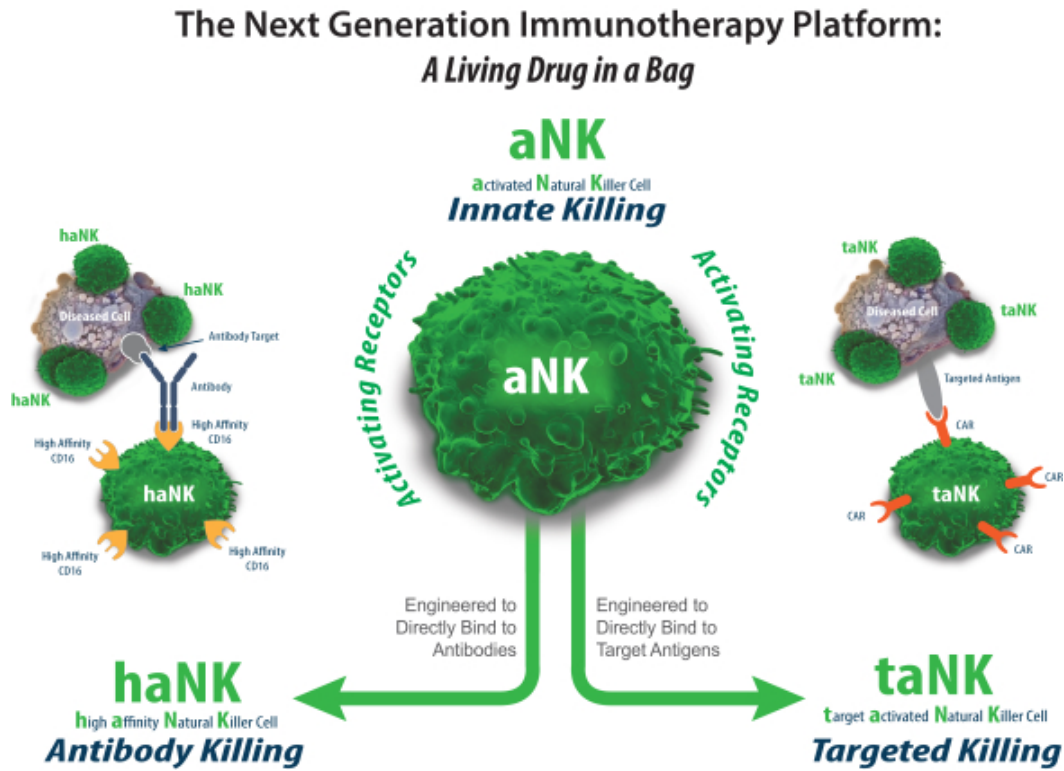 The Next Generation Immunotherapy Platform:
A Living Drug in a Bag
aNK
activated Natural Killer Cell
Innate Killing
haNK
haNK
haNK
Diseased Cell
Antibody Target
Antibody
High Affinity
CD16
High Affinity
CD16
haNK
High Affinity
CD16
High Affinity
CD16
Activating Receptors
aNK
Activating Receptors
taNK
taNK
taNK
Diseased Cell
Targeted Antigen
CAR
CAR
taNK
CAR
CAR
Engineered to
Directly Bind to
Antibodies
Engineered to
Directly Bind to
Target Antigens
haNK
high affinity Natural Killer Cell
Antibody Killing
taNK
target activated Natural Killer Cell
Targeted Killing